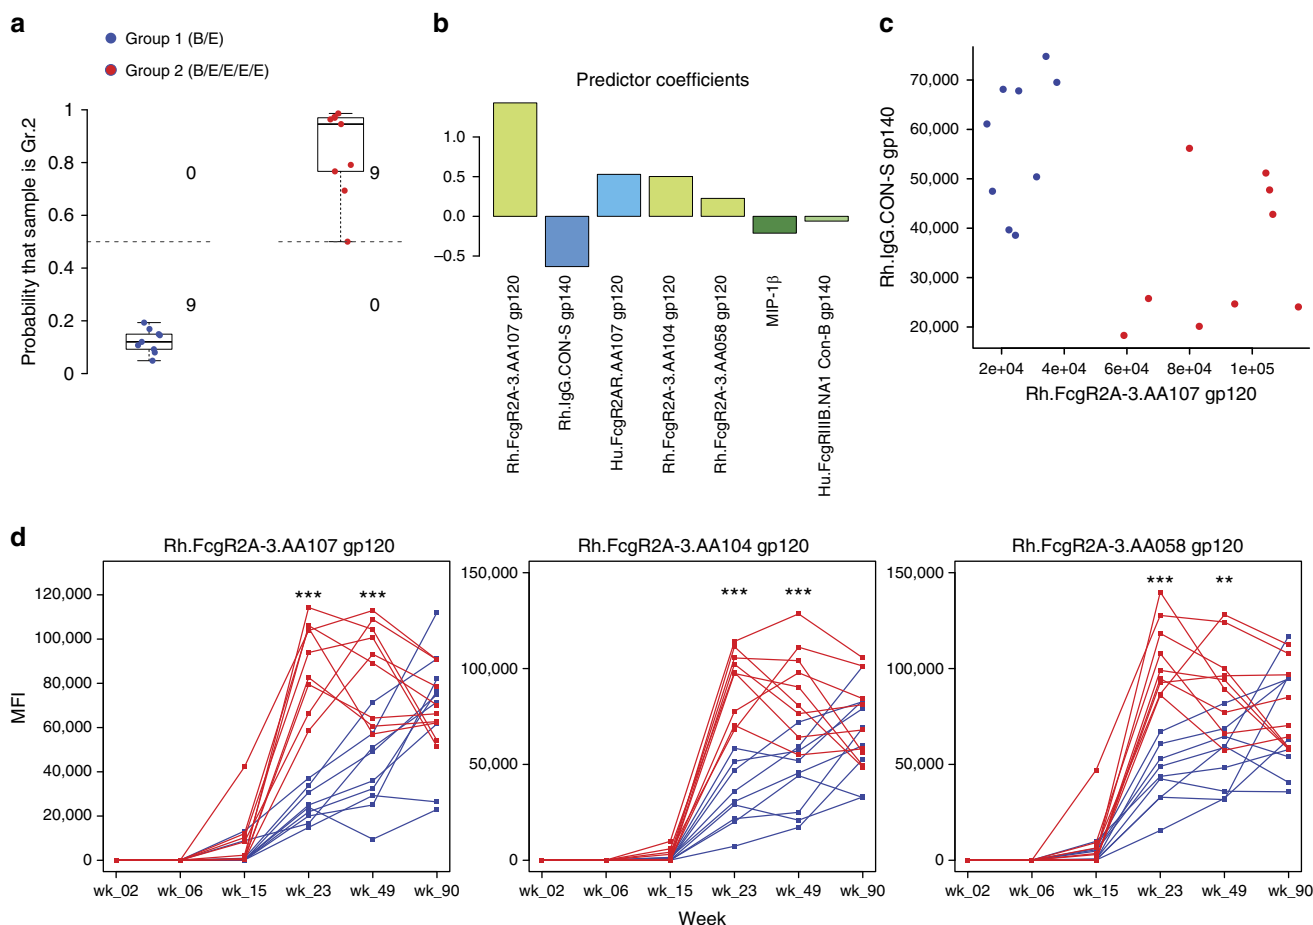 a
Group 1 (B/E)
Group 2 (B/E/E/E/E)
Probability that sample is Gr.2
1
0.8
0.6
0.4
0.2
0
0
9
9
0
b
Predictor coefficients
1.0
0.5
0.0
−0.5
Rh.FcgR2A-3.AA107 gp120
Rh.IgG.CON-S gp140
Hu.FcgR2AR.AA107 gp120
Rh.FcgR2A-3.AA104 gp120
Rh.FcgR2A-3.AA058 gp120
MIP-1β
Hu.FcgRIIIB.NA1 Con-B gp140
c
Rh.IgG.CON-S gp140
70,000
60,000
50,000
40,000
30,000
20,000
2e+04 4e+04 6e+04 8e+04 1e+05
Rh.FcgR2A-3.AA107 gp120
d
Rh.FcgR2A-3.AA107 gp120
MFI
120,000
100,000
80,000
60,000
40,000
20,000
0
*** ***
wk_02 wk_06 wk_15 wk_23 wk_49 wk_90
Rh.FcgR2A-3.AA104 gp120
150,000
100,000
50,000
0
*** ***
wk_02 wk_06 wk_15 wk_23 wk_49 wk_90
Rh.FcgR2A-3.AA058 gp120
150,000
100,000
50,000
0
*** **
wk_02 wk_06 wk_15 wk_23 wk_49 wk_90
Week